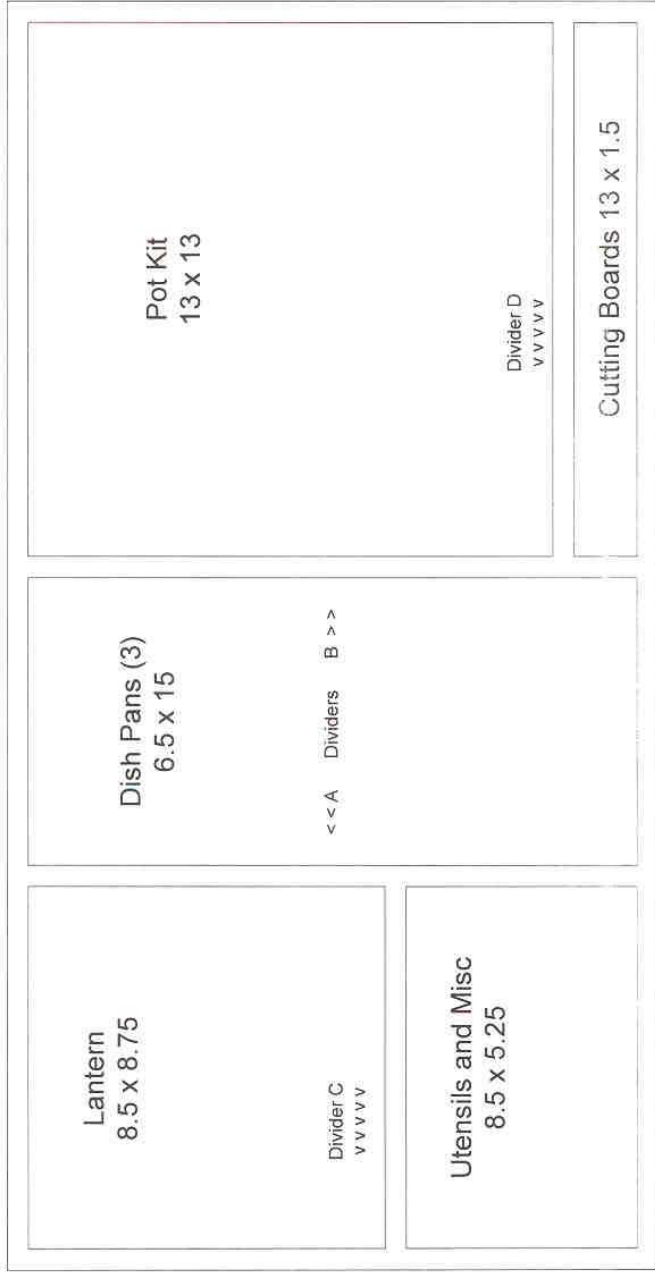 Lantern
8.5 x 8.75
Divider C
v v v v v
Utensils and Misc
8.5 x 5.25
Dish Pans (3)
6.5 x 15
< < A Dividers B > >
Pot Kit
13 x 13
Divider D
v v v v v
Cutting Boards 13 x 1.5